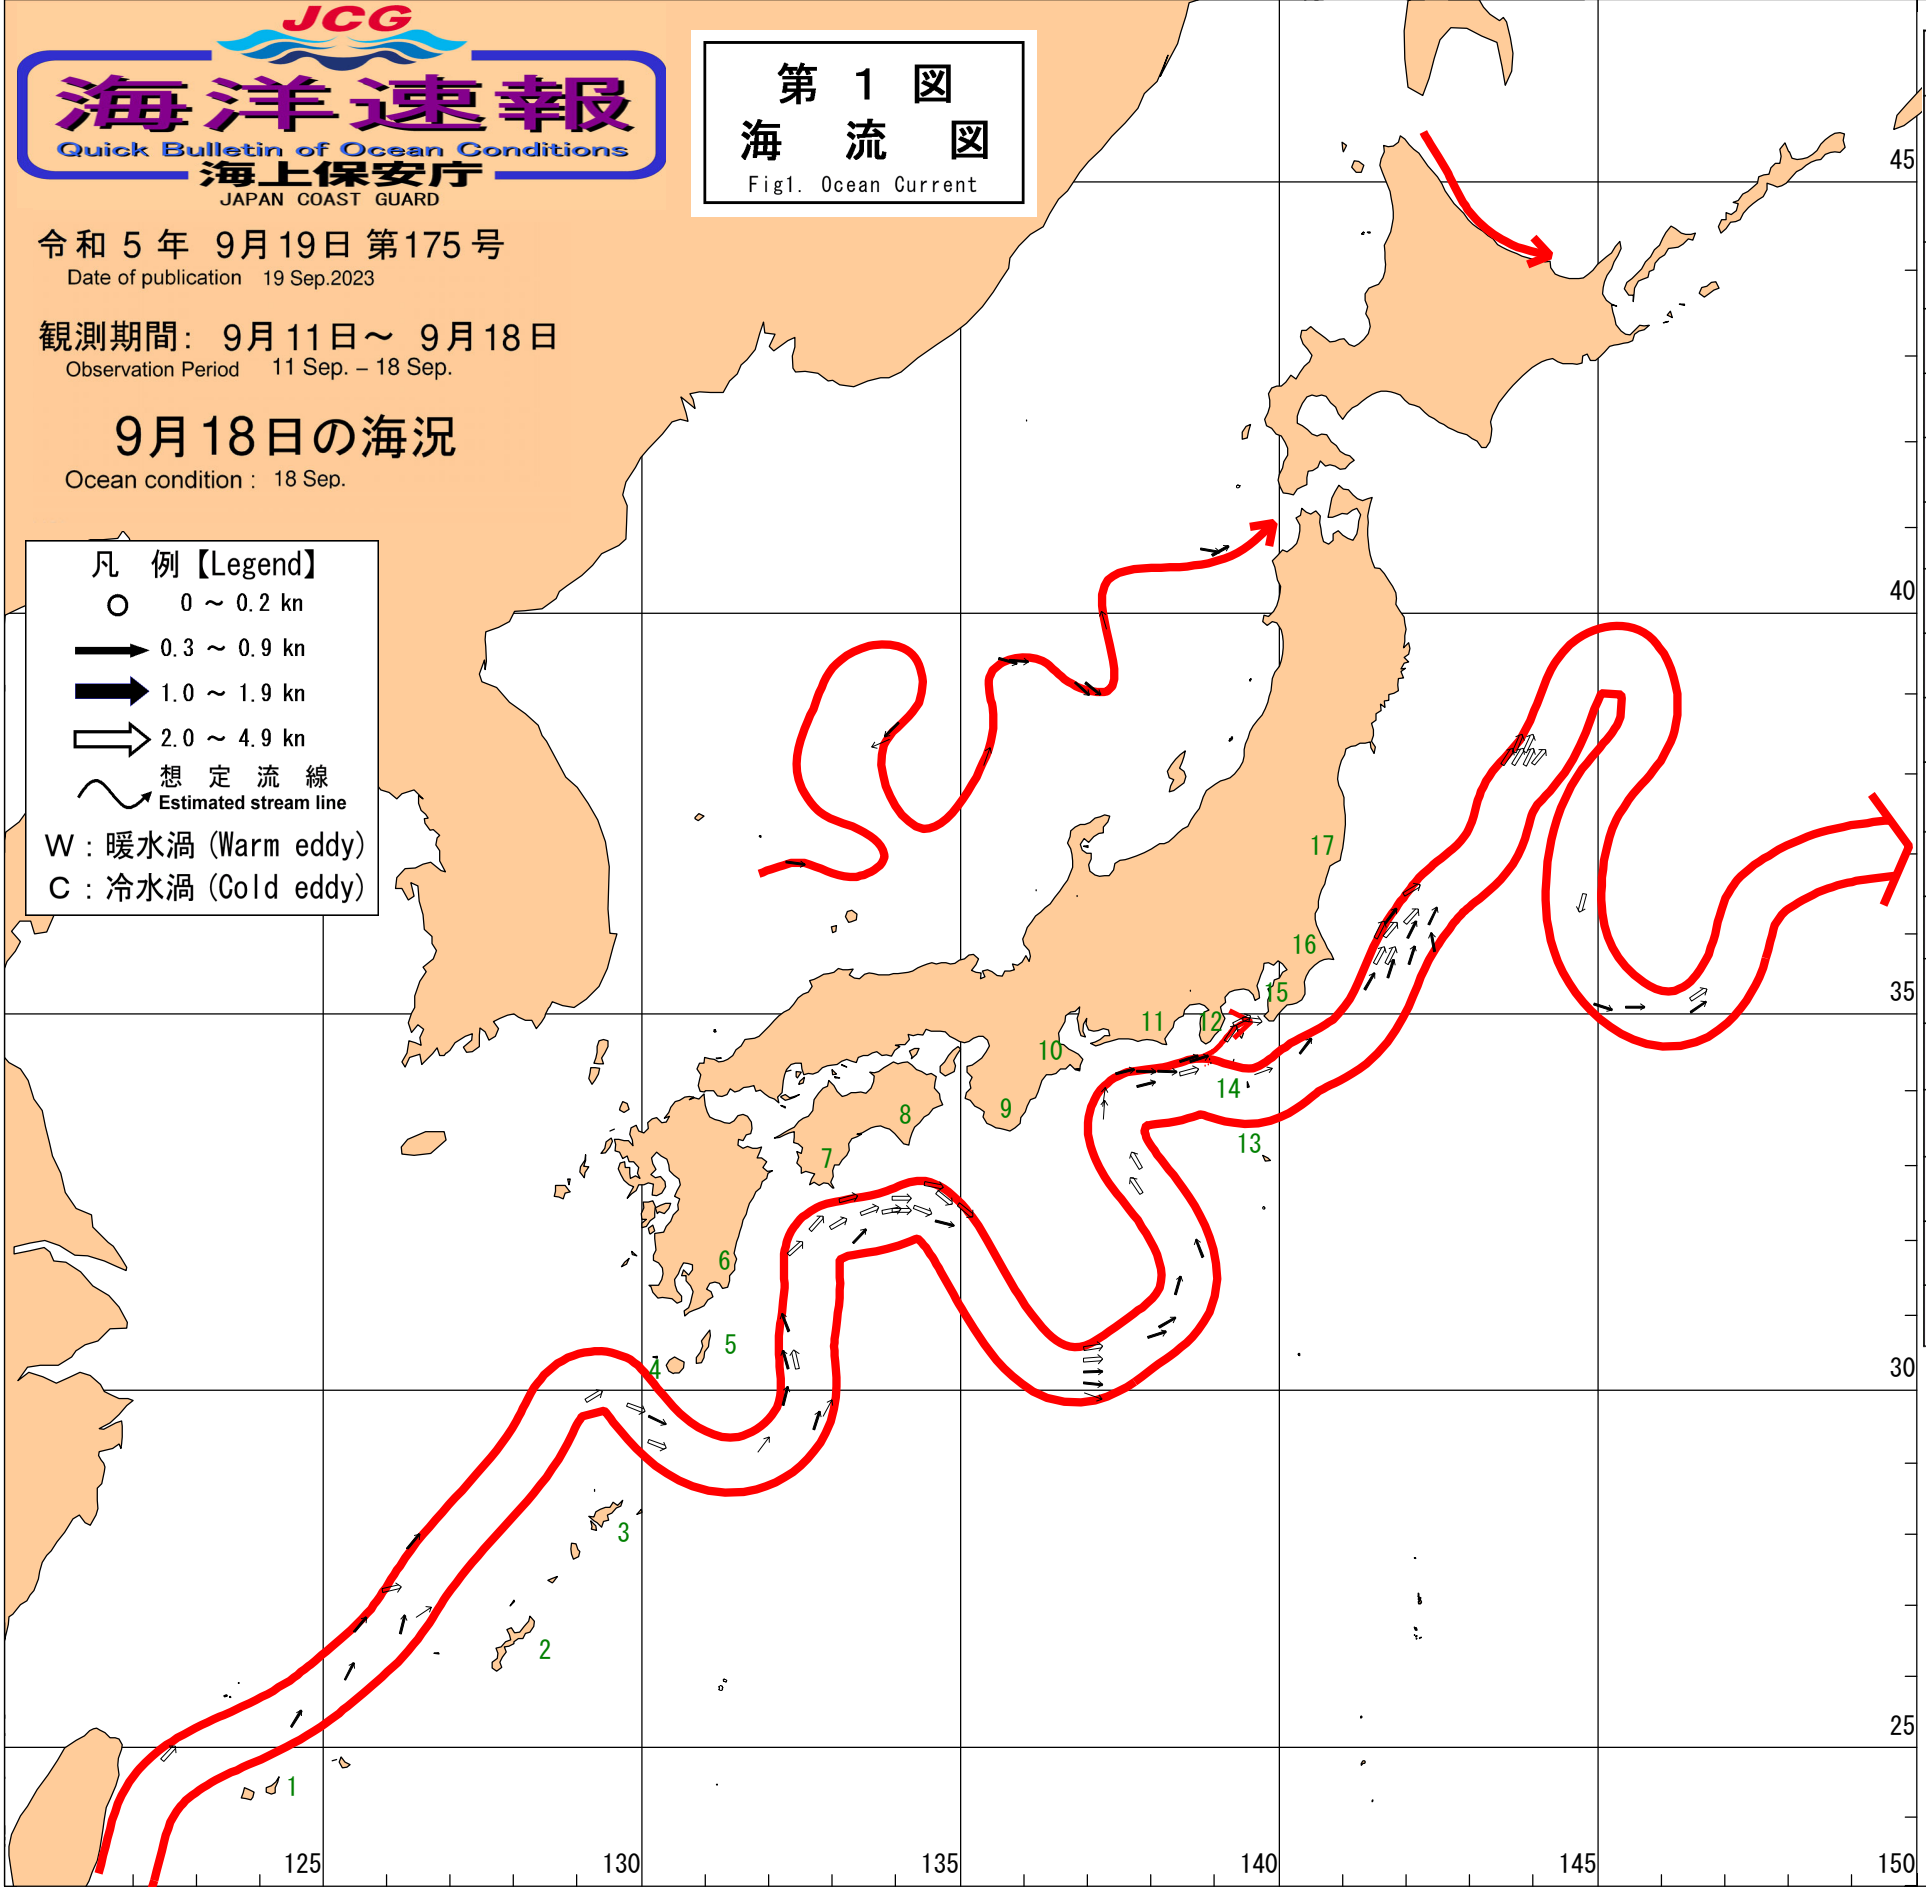 JCG
海洋速報
Quick Bulletin of Ocean Conditions
海上保安庁
JAPAN COAST GUARD
令和 5 年 9月19日 第175号
Date of publication 19 Sep.2023
観測期間: 9月11日～ 9月18日
Observation Period 11 Sep. – 18 Sep.
9月18日の海況
Ocean condition : 18 Sep.
第 1 図
海 流 図
Fig1. Ocean Current
凡 例【Legend】
0 ～ 0.2 kn
0.3 ～ 0.9 kn
1.0 ～ 1.9 kn
2.0 ～ 4.9 kn
想 定 流 線
Estimated stream line
W : 暖水渦 (Warm eddy)
C : 冷水渦 (Cold eddy)
45
40
35
30
25
125
130
135
140
145
150
17
16
15
12
11
10
14
13
9
8
7
6
5
4
3
2
1